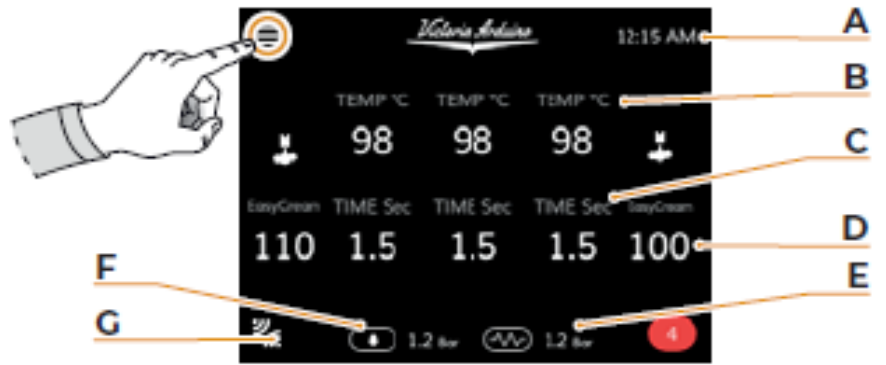 Victoria Arduino
12:15 AM
A
TEMP °C TEMP °C TEMP °C
B
98 98 98
C
EasyCream TIME Sec TIME Sec TIME Sec EasyCream
110 1.5 1.5 1.5 100
D
F
E
G
1.2 Bar 1.2 Bar 4